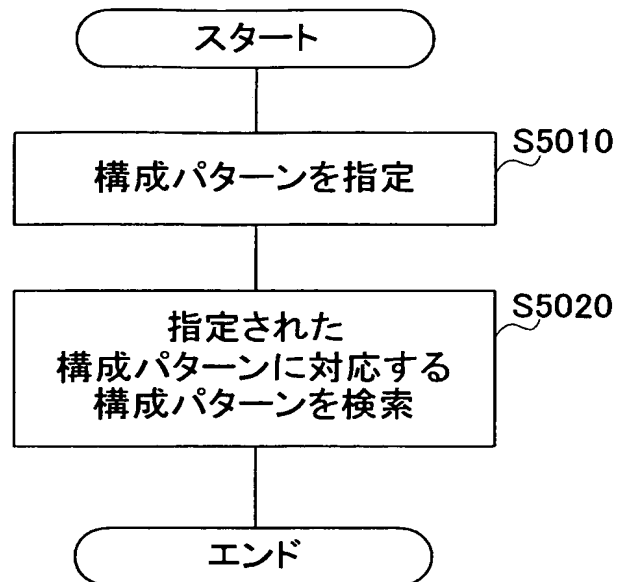 スタート
S5010
構成パターンを指定
S5020
指定された
構成パターンに対応する
構成パターンを検索
エンド